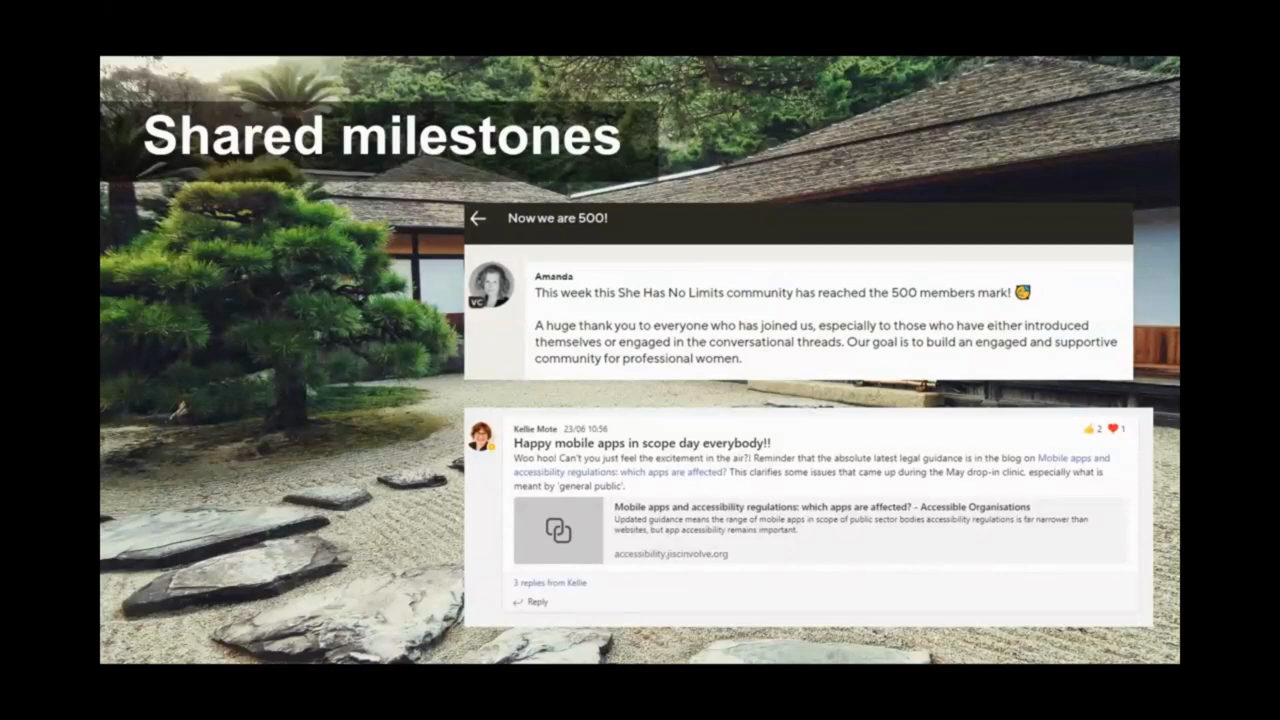 Shared milestones
Now we are 500!
Amanda
This week this She Has No Limits community has reached the 500 members mark! 🥳
VC
A huge thank you to everyone who has joined us, especially to those who have either introduced
themselves or engaged in the conversational threads. Our goal is to build an engaged and supportive
community for professional women.
Kellie Mote 23/06 10:56
👍 2 ❤️ 1
Happy mobile apps in scope day everybody!!
Woo hoo! Can't you just feel the excitement in the air?! Reminder that the absolute latest legal guidance is in the blog on Mobile apps and
accessibility regulations: which apps are affected? This clarifies some issues that came up during the May drop-in clinic, especially what is
meant by 'general public'.
Mobile apps and accessibility regulations: which apps are affected? - Accessible Organisations
Updated guidance means the range of mobile apps in scope of public sector bodies accessibility regulations is far narrower than
websites, but app accessibility remains important.
accessibility.jiscinvolve.org
3 replies from Kellie
Reply